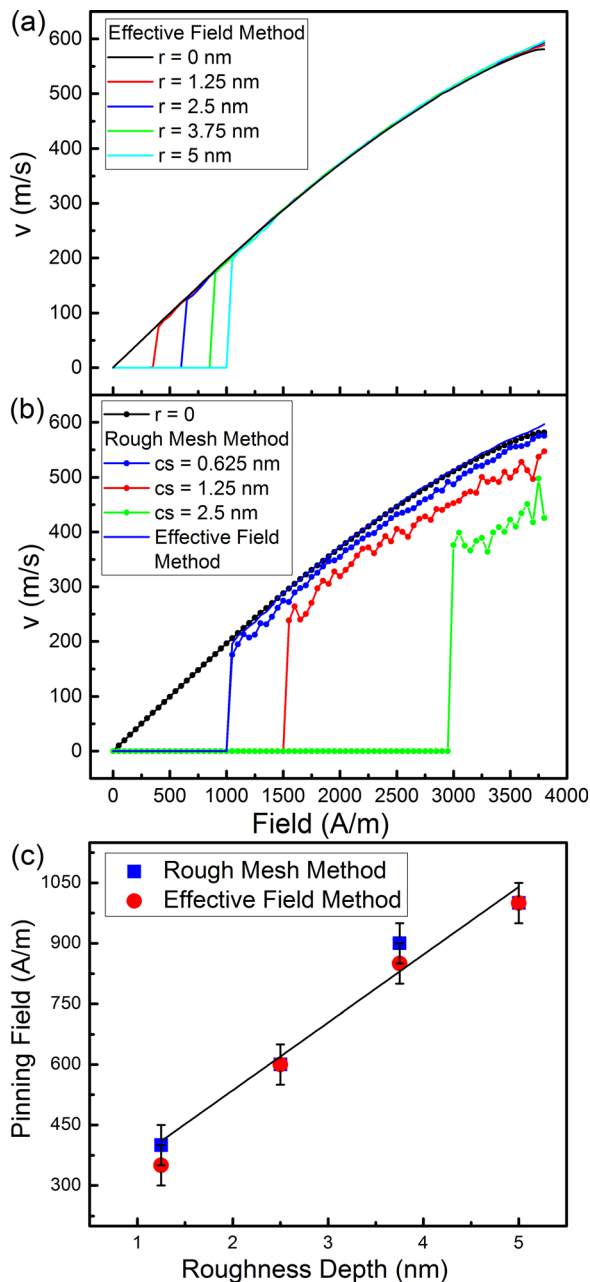 (a)
Effective Field Method
r = 0 nm
r = 1.25 nm
r = 2.5 nm
r = 3.75 nm
r = 5 nm
600
500
400
300
200
100
0
v (m/s)
(b)
r = 0
Rough Mesh Method
cs = 0.625 nm
cs = 1.25 nm
cs = 2.5 nm
Effective Field
Method
600
500
400
300
200
100
0
v (m/s)
0 500 1000 1500 2000 2500 3000 3500 4000
Field (A/m)
(c)
Rough Mesh Method
Effective Field Method
1050
900
750
600
450
300
Pinning Field (A/m)
1 2 3 4 5
Roughness Depth (nm)